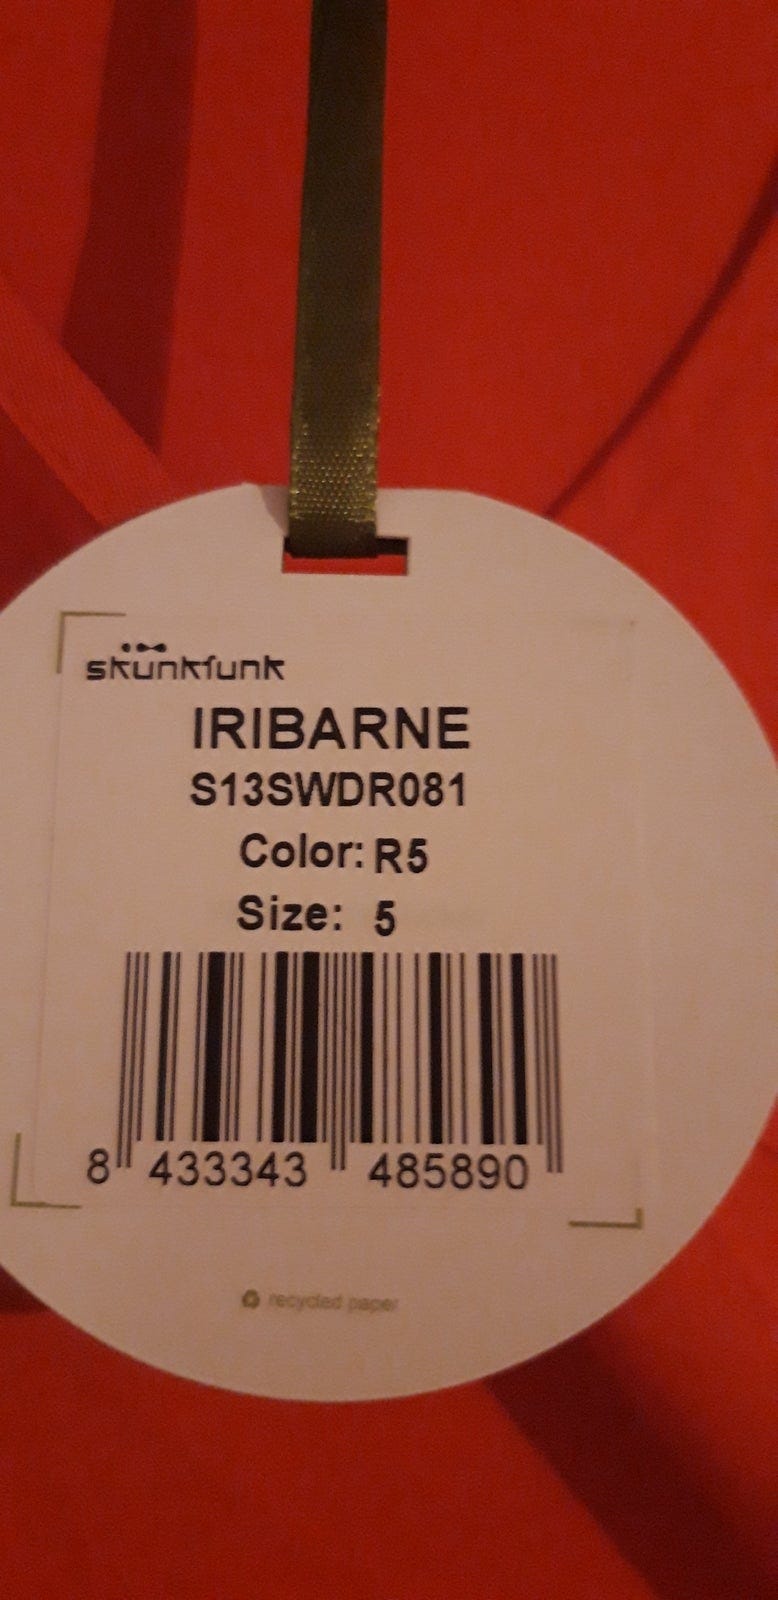 skunkfunk
IRIBARNE
S13SWDR081
Color: R5
Size: 5
8 433343 485890
recycled paper